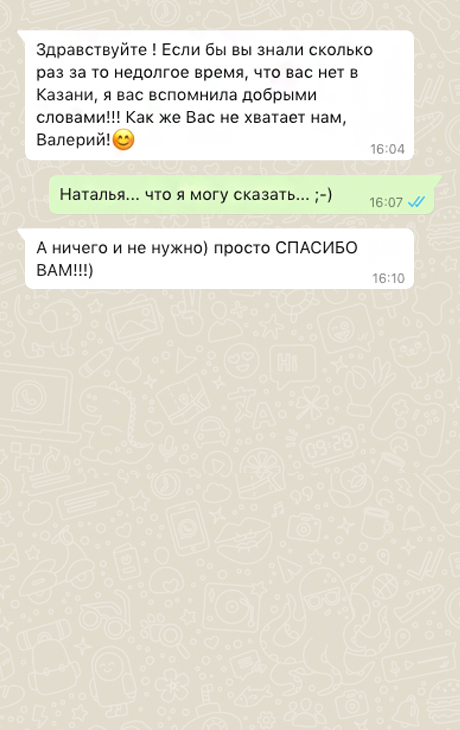 Здравствуйте ! Если бы вы знали сколько
раз за то недолгое время, что вас нет в
Казани, я вас вспомнила добрыми
словами!!! Как же Вас не хватает нам,
Валерий!😊
16:04
Наталья... что я могу сказать... ;-)
16:07
А ничего и не нужно) просто СПАСИБО
ВАМ!!!)
16:10